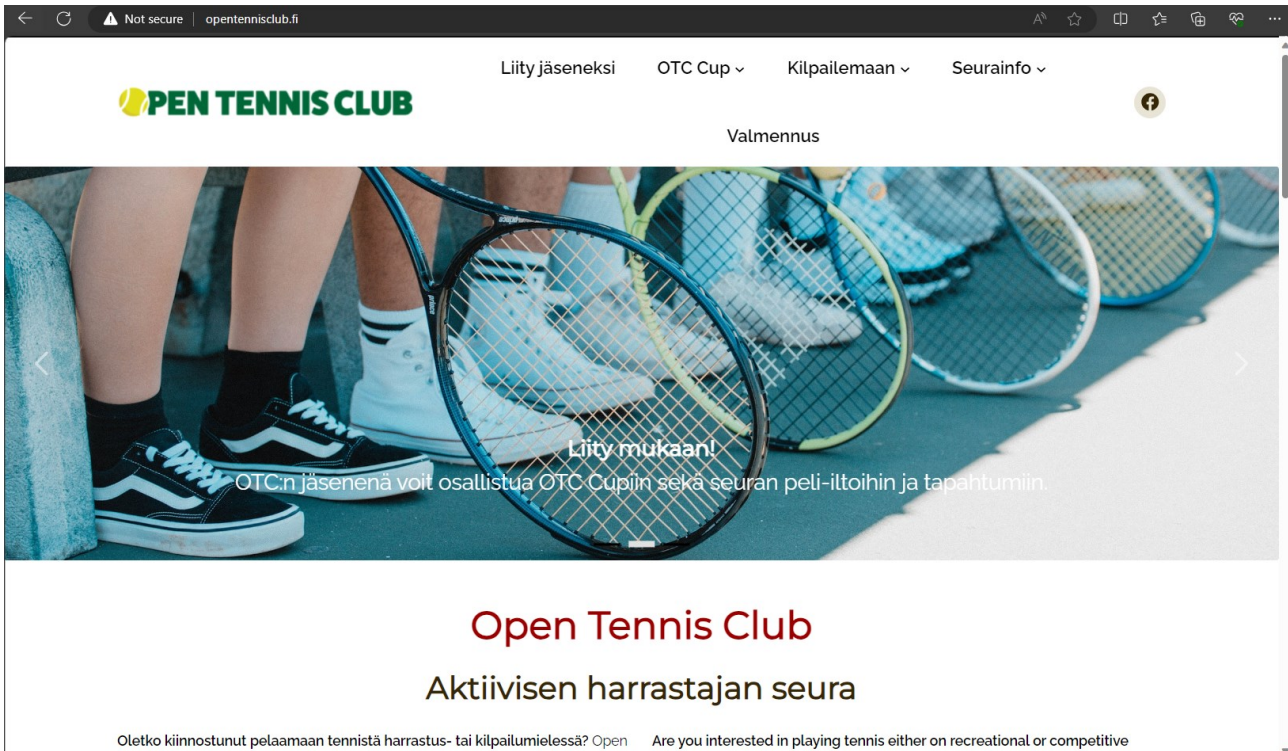 Not secure opentennisclub.fi
Liity jäseneksi OTC Cup Kilpailemaan Seurainfo
OPEN TENNIS CLUB
Valmennus
prince
Liity mukaan!
OTC:n jäsenenä voit osallistua OTC Cupiin sekä seuran peli-iltoihin ja tapahtumiin.
Open Tennis Club
Aktiivisen harrastajan seura
Oletko kiinnostunut pelaamaan tennistä harrastus- tai kilpailumielessä? Open
Are you interested in playing tennis either on recreational or competitive